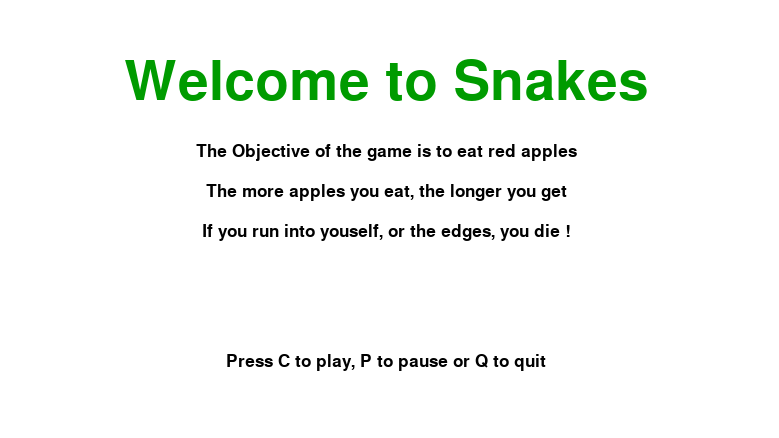 Welcome to Snakes
The Objective of the game is to eat red apples
The more apples you eat, the longer you get
If you run into youself, or the edges, you die !
Press C to play, P to pause or Q to quit